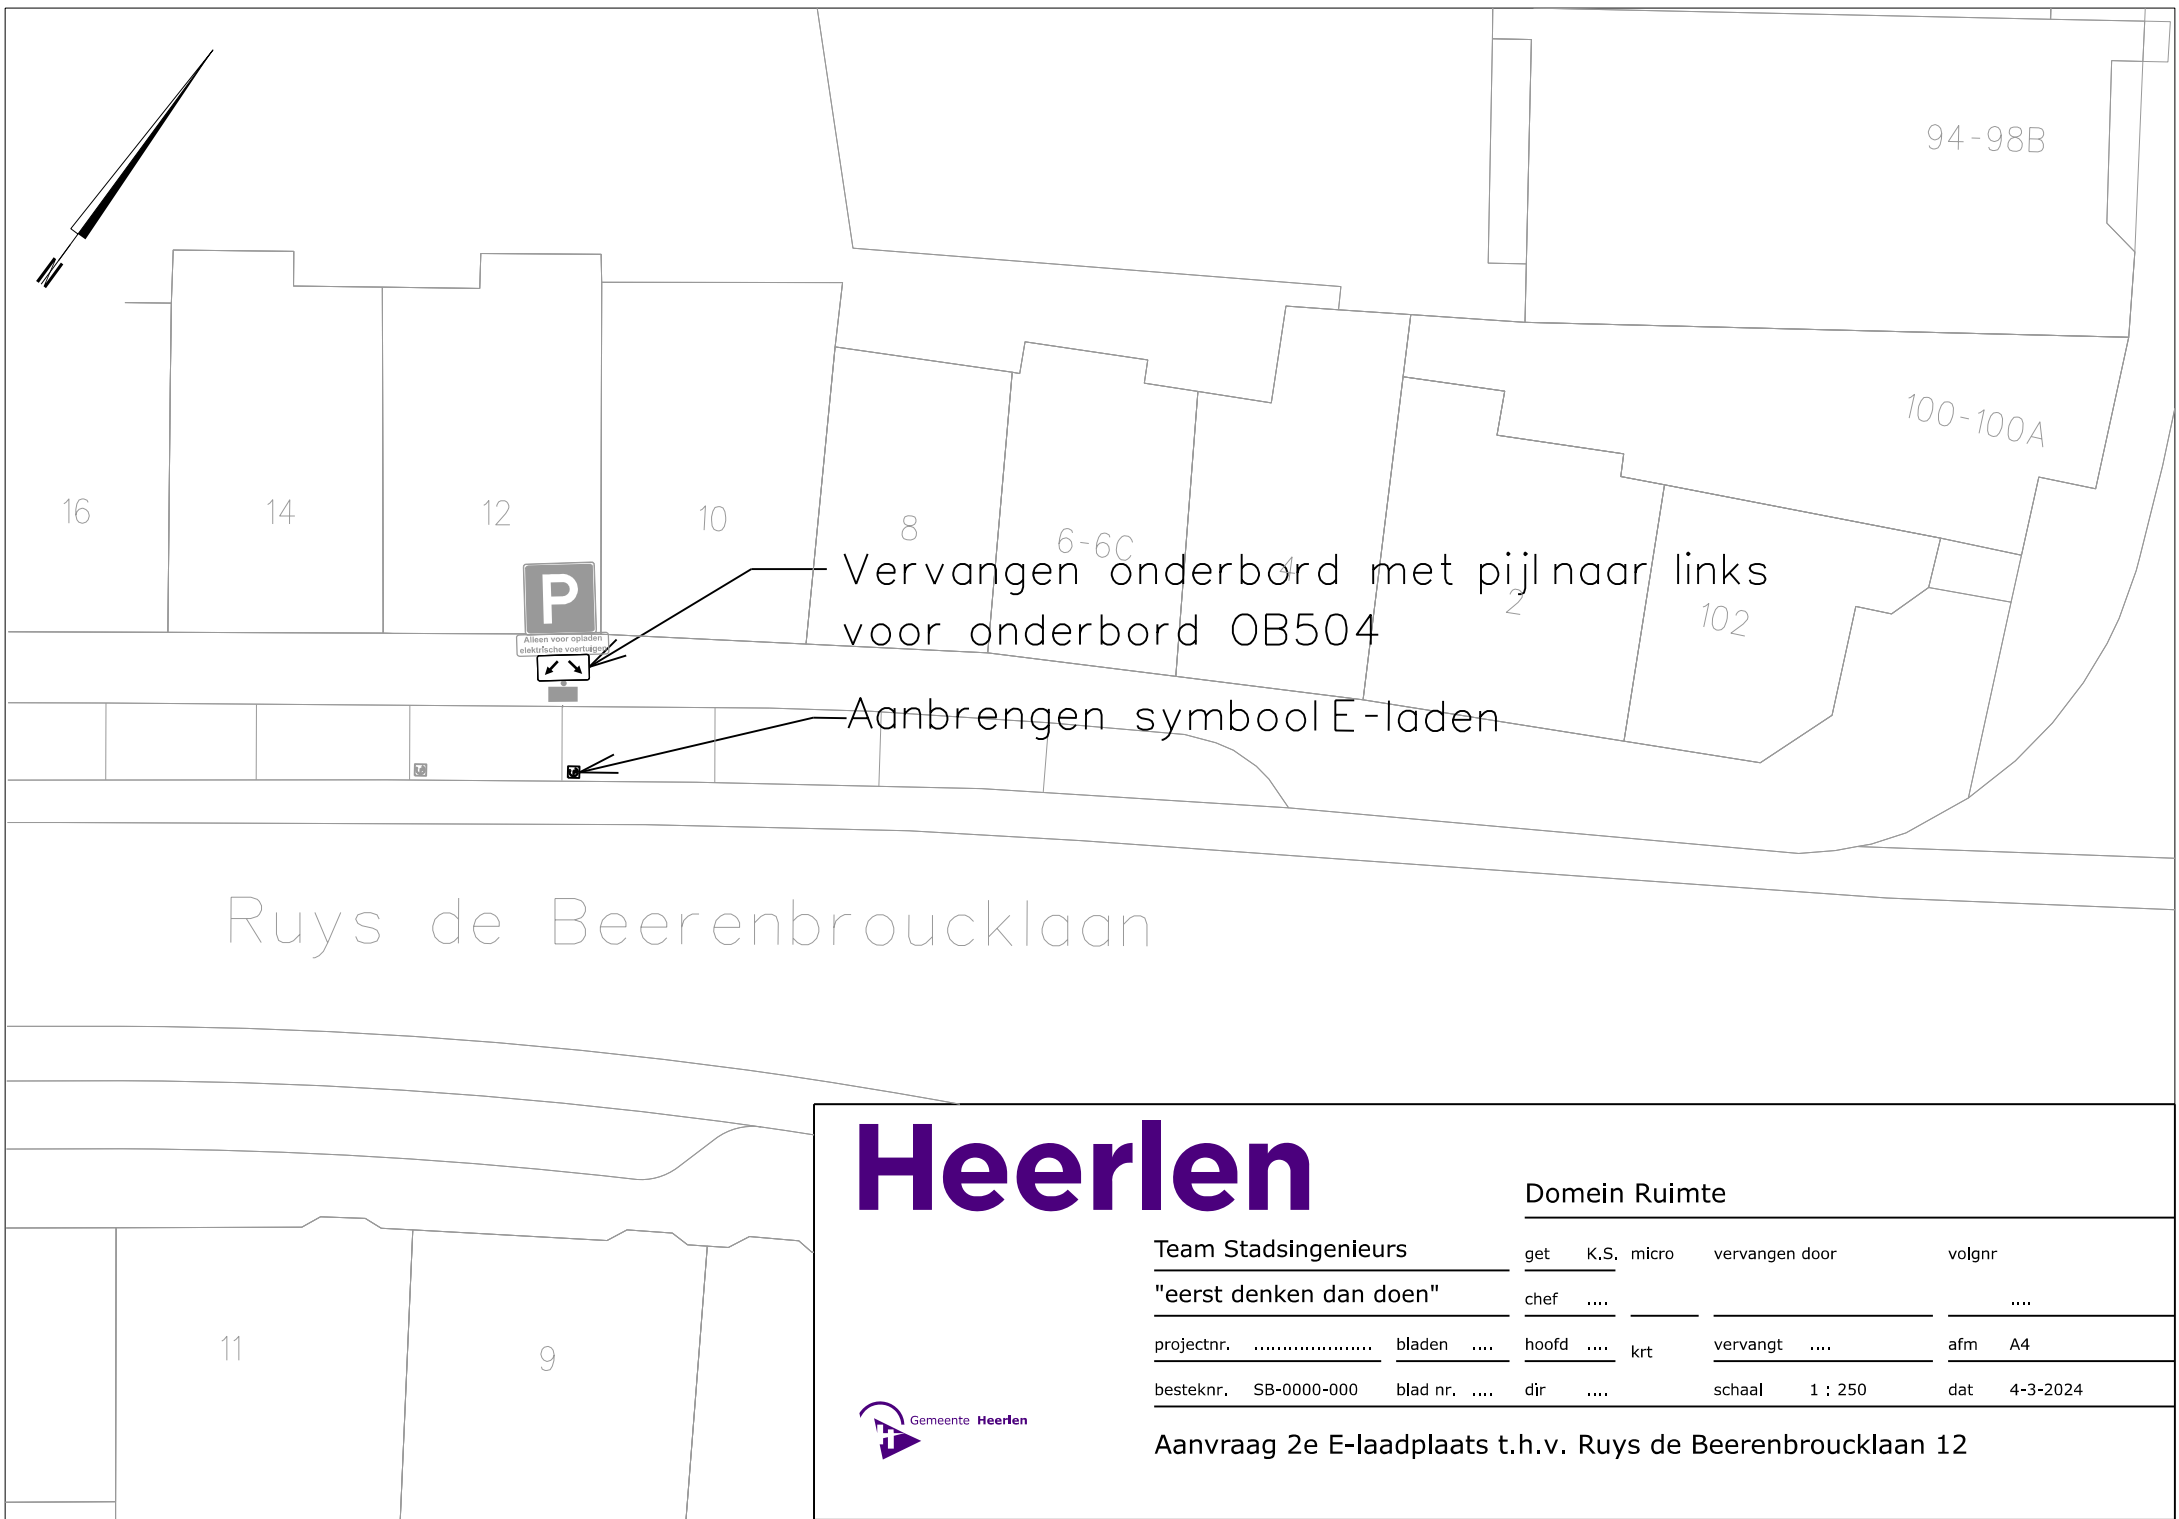 94-98B
100-100A
16
14
12
10
8
6-6C
4
2
102
P
Alleen voor opladen
elektrische voertuigen
Vervangen onderbord met pijl naar links
voor onderbord OB504
Aanbrengen symbool E-laden
Ruys de Beerenbroucklaan
11
9
Heerlen
Domein Ruimte
Team Stadsingenieurs
get K.S. micro vervangen door volgnr
"eerst denken dan doen"
chef .... ....
projectnr. ..................... bladen .... hoofd .... krt vervangt .... afm A4
besteknr. SB-0000-000 blad nr. .... dir .... schaal 1 : 250 dat 4-3-2024
Gemeente Heerlen
Aanvraag 2e E-laadplaats t.h.v. Ruys de Beerenbroucklaan 12